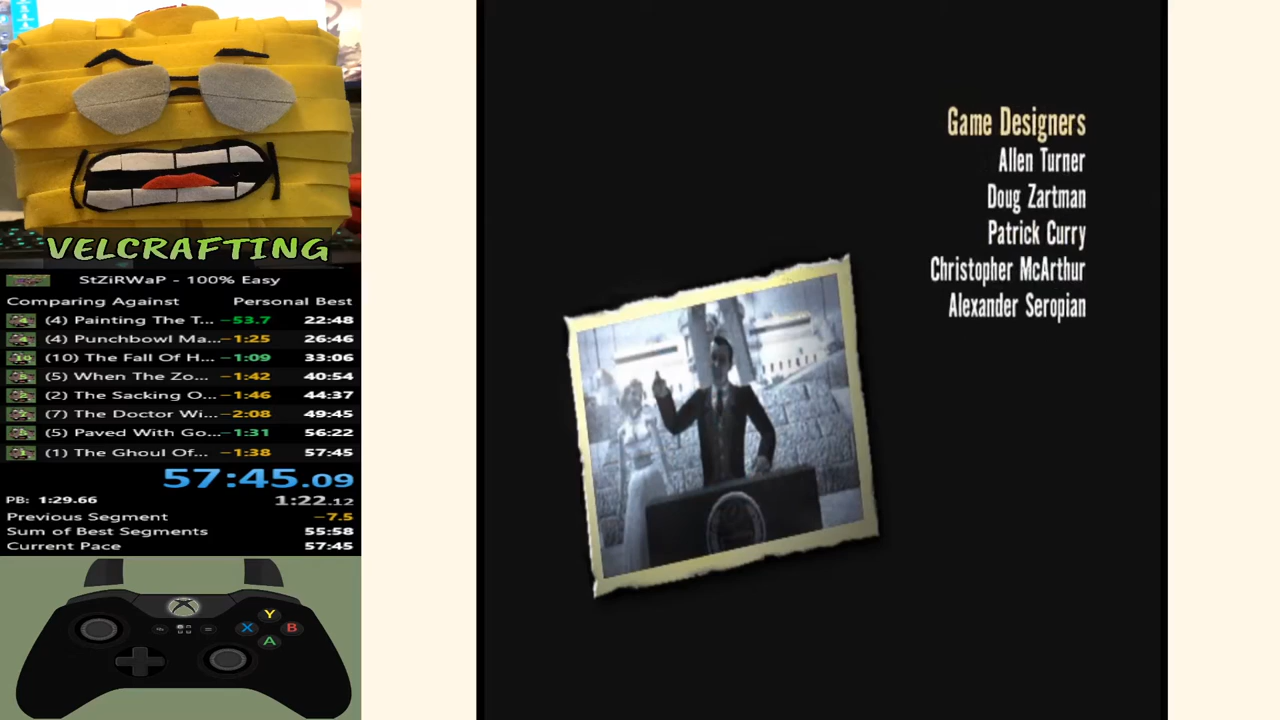 VELCRAFTING
StZiRWaP - 100% Easy
Comparing Against Personal Best
(4) Painting The T... -53.7 22:48
(4) Punchbowl Ma... -1:25 26:46
(10) The Fall Of H... -1:09 33:06
(5) When The Zo... -1:42 40:54
(2) The Sacking O... -1:46 44:37
(7) The Doctor Wi... -2:08 49:45
(5) Paved With Go... -1:31 56:22
(1) The Ghoul Of... -1:38 57:45
57:45.09
PB: 1:29.66 1:22.12
Previous Segment -7.5
Sum of Best Segments 55:58
Current Pace 57:45
Y
X B
A
Game Designers
Allen Turner
Doug Zartman
Patrick Curry
Christopher McArthur
Alexander Seropian